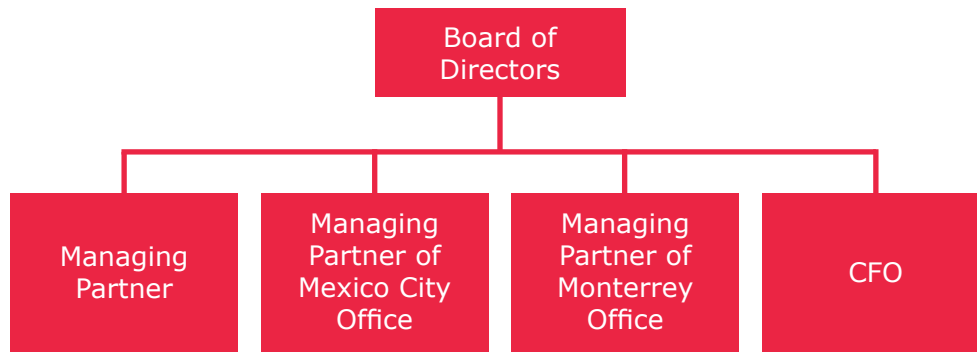 Board of
Directors
Managing
Partner
Managing
Partner of
Mexico City
Office
Managing
Partner of
Monterrey
Office
CFO